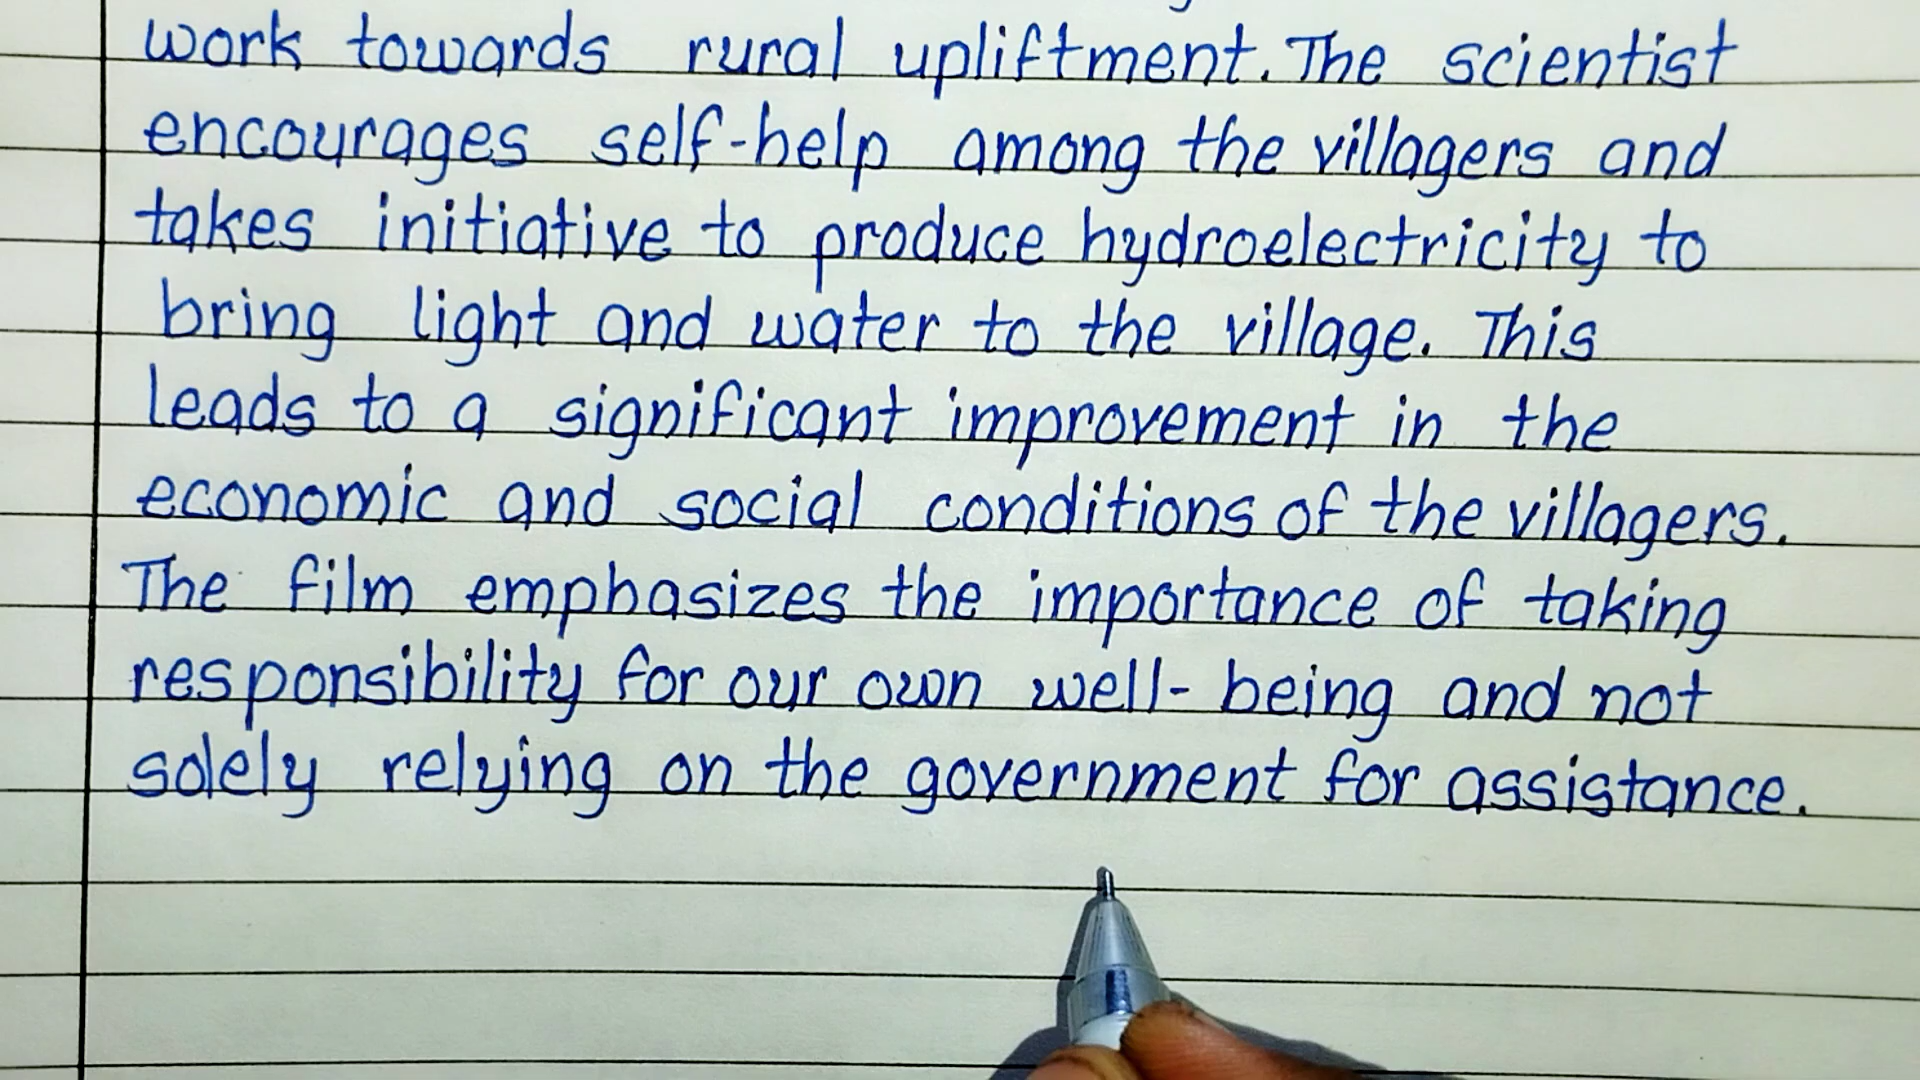 work towards rural upliftment. The scientist
encourages self-help among the villagers and
takes initiative to produce hydroelectricity to
bring light and water to the village. This
leads to a significant improvement in the
economic and social conditions of the villagers.
The film emphasizes the importance of taking
responsibility for our own well-being and not
solely relying on the government for assistance.